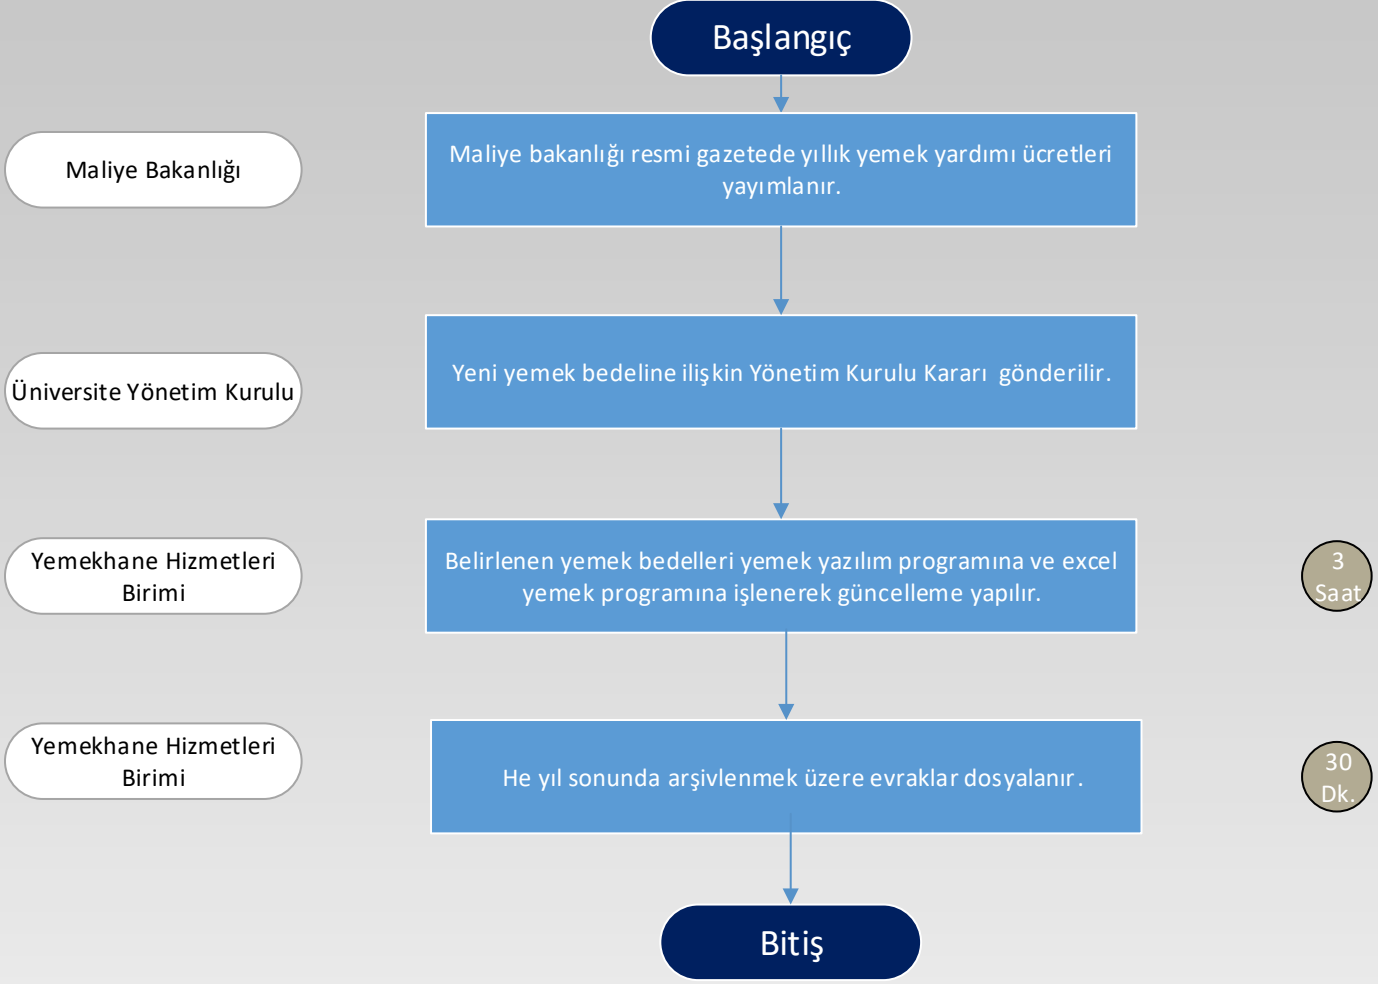 Başlangıç
Maliye Bakanlığı
Maliye bakanlığı resmi gazetede yıllık yemek yardımı ücretleri
yayımlanır.
Üniversite Yönetim Kurulu
Yeni yemek bedeline ilişkin Yönetim Kurulu Kararı gönderilir.
Yemekhane Hizmetleri
Birimi
Belirlenen yemek bedelleri yemek yazılım programına ve excel
yemek programına işlenerek güncelleme yapılır.
3
Saat
Yemekhane Hizmetleri
Birimi
He yıl sonunda arşivlenmek üzere evraklar dosyalanır.
30
Dk.
Bitiş